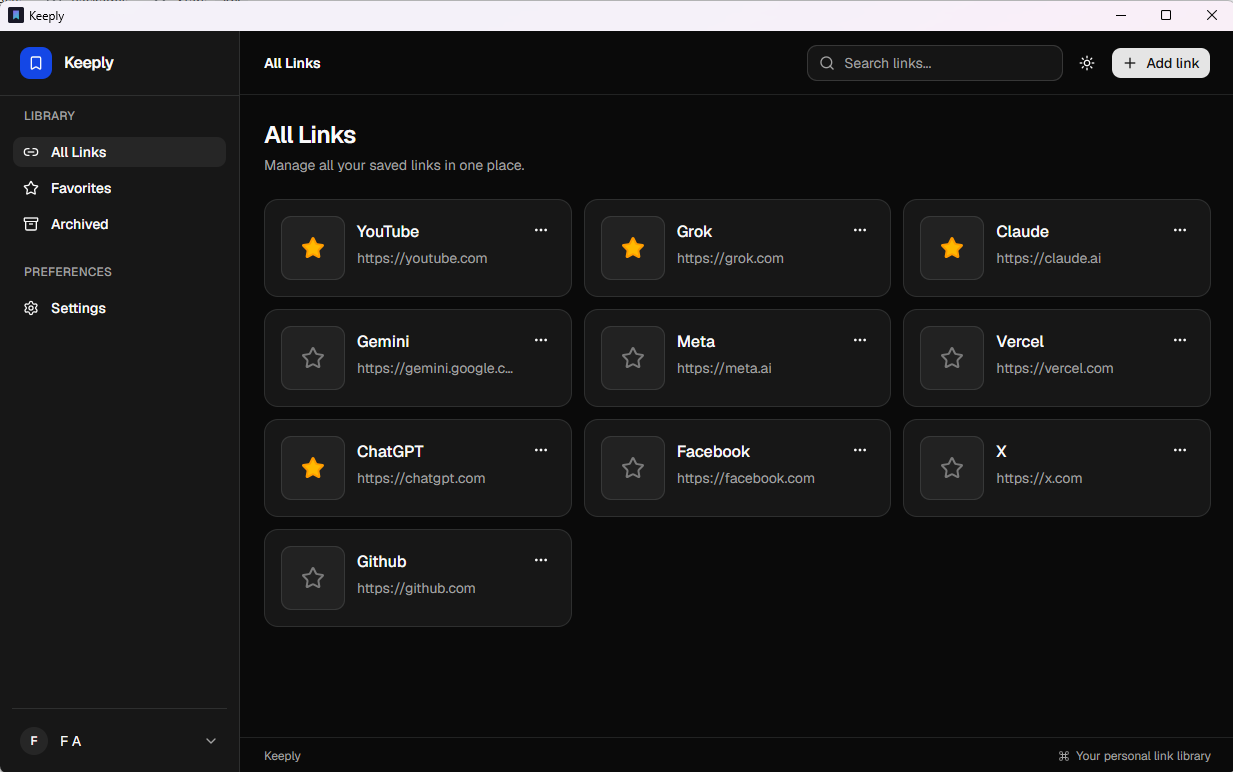 Keeply
Keeply
All Links
Search links...
Add link
LIBRARY
All Links
Favorites
Archived
PREFERENCES
Settings
All Links
Manage all your saved links in one place.
YouTube
https://youtube.com
Grok
https://grok.com
Claude
https://claude.ai
Gemini
https://gemini.google.c...
Meta
https://meta.ai
Vercel
https://vercel.com
ChatGPT
https://chatgpt.com
Facebook
https://facebook.com
X
https://x.com
Github
https://github.com
F
F A
Keeply
⌘ Your personal link library